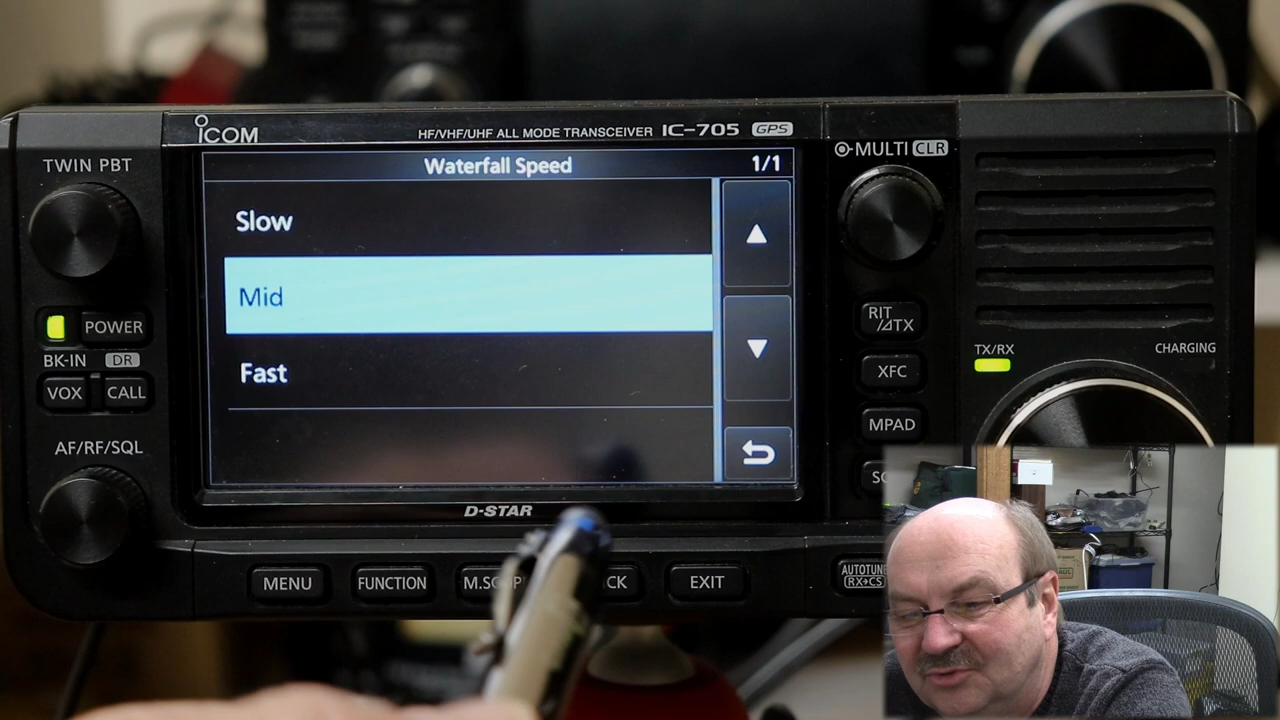 ICOM
HF/VHF/UHF ALL MODE TRANSCEIVER IC-705 GPS
TWIN PBT
Waterfall Speed 1/1
MULTI CLR
Slow
Mid
Fast
POWER
BK-IN DR
VOX CALL
AF/RF/SQL
RIT
/⊿TX
XFC
MPAD
TX/RX
CHARGING
D-STAR
MENU
FUNCTION
EXIT
AUTOTUNE
RX→CS